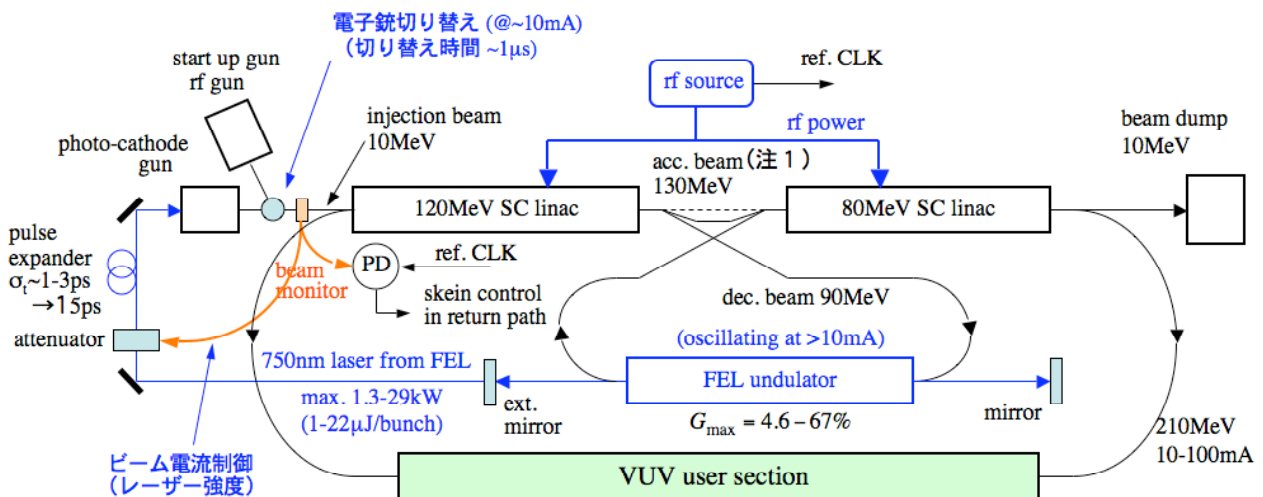 電子銃切り替え (@~10mA)
（切り替え時間 ~1μs）
start up gun
rf gun
photo-cathode
gun
injection beam
10MeV
rf source
ref. CLK
rf power
acc. beam（注１）
130MeV
beam dump
10MeV
120MeV SC linac
80MeV SC linac
pulse
expander
σt~1-3ps
→15ps
attenuator
beam
monitor
PD
ref. CLK
skein control
in return path
dec. beam 90MeV
(oscillating at >10mA)
FEL undulator
Gmax = 4.6 – 67%
750nm laser from FEL
max. 1.3-29kW
(1-22μJ/bunch)
ext.
mirror
mirror
210MeV
10-100mA
ビーム電流制御
（レーザー強度）
VUV user section